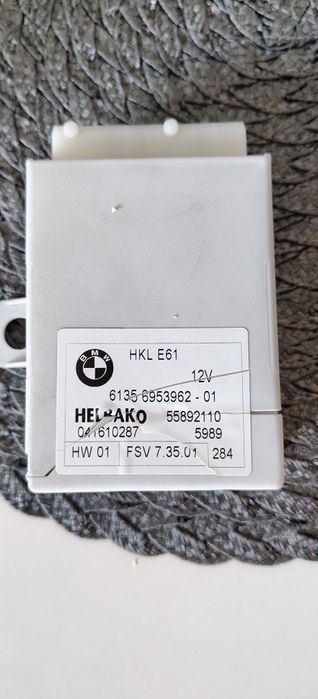 BMW
HKL E61
12V
6135 6953962 - 01
HELBAKO 55892110
041610287 5989
HW 01 FSV 7.35.01 284